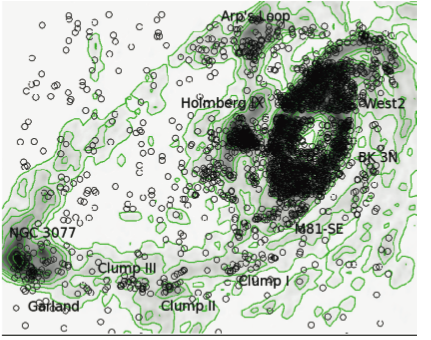 Arp's Loop
Holmberg IX
West2
BK 3N
NGC 3077
M81-SE
Clump III
Clump I
Garland
Clump II